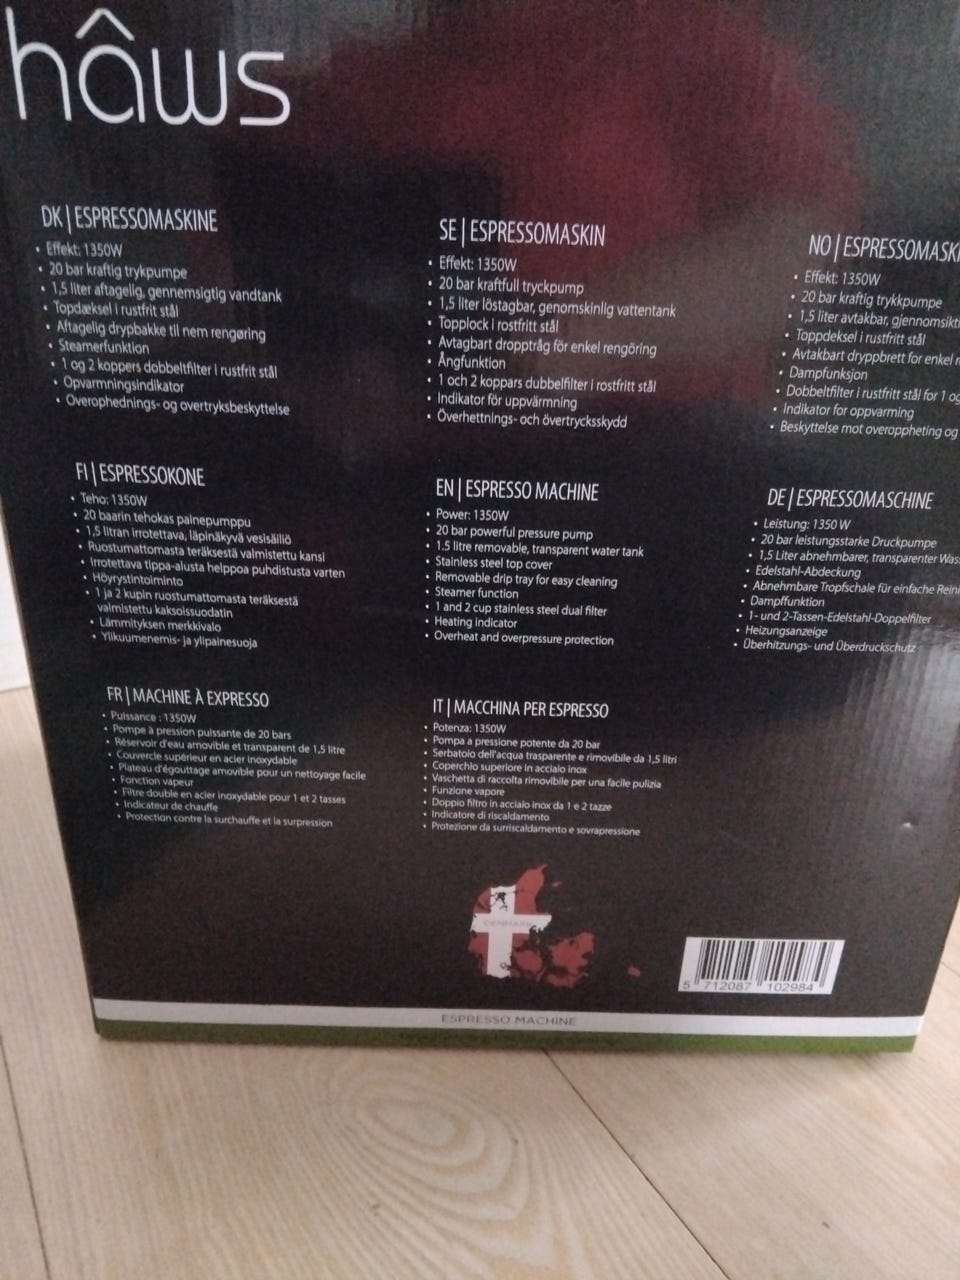 hâws
DK | ESPRESSOMASKINE
• Effekt: 1350W
• 20 bar kraftig trykpumpe
• 1,5 liter aftagelig, gennemsigtig vandtank
• Topdæksel i rustfrit stål
• Aftagelig drypbakke til nem rengøring
• Steamerfunktion
• 1 og 2 koppers dobbeltfilter i rustfrit stål
• Opvarmningsindikator
• Overophednings- og overtryksbeskyttelse
SE | ESPRESSOMASKIN
• Effekt: 1350W
• 20 bar kraftfull tryckpump
• 1,5 liter löstagbar, genomskinlig vattentank
• Topplock i rostfritt stål
• Avtagbart dropptråg för enkel rengöring
• Ångfunktion
• 1 och 2 koppars dubbelfilter i rostfritt stål
• Indikator för uppvärmning
• Överhettnings- och övertrycksskydd
NO | ESPRESSOMASKI
• Effekt: 1350W
• 20 bar kraftig trykkpumpe
• 1,5 liter avtakbar, gjennomsikti
• Toppdeksel i rustfritt stål
• Avtakbart dryppbrett for enkel r
• Dampfunksjon
• Dobbeltfilter i rustfritt stål for 1 og
• Indikator for oppvarming
• Beskyttelse mot overoppheting og
FI | ESPRESSOKONE
• Teho: 1350W
• 20 baarin tehokas painepumppu
• 1,5 litran irrotettava, läpinäkyvä vesisäiliö
• Ruostumattomasta teräksestä valmistettu kansi
• Irrotettava tippa-alusta helppoa puhdistusta varten
• Höyrystintoiminto
• 1 ja 2 kupin ruostumattomasta teräksestä
valmistettu kaksoissuodatin
• Lämmityksen merkkivalo
• Ylikuumenemis- ja ylipainesuoja
EN | ESPRESSO MACHINE
• Power: 1350W
• 20 bar powerful pressure pump
• 1.5 litre removable, transparent water tank
• Stainless steel top cover
• Removable drip tray for easy cleaning
• Steamer function
• 1 and 2 cup stainless steel dual filter
• Heating indicator
• Overheat and overpressure protection
DE | ESPRESSOMASCHINE
• Leistung: 1350 W
• 20 bar leistungsstarke Druckpumpe
• 1,5 Liter abnehmbarer, transparenter Was
• Edelstahl-Abdeckung
• Abnehmbare Tropfschale für einfache Rein
• Dampffunktion
• 1- und 2-Tassen-Edelstahl-Doppelfilter
• Heizungsanzeige
• Überhitzungs- und Überdruckschutz
FR | MACHINE À EXPRESSO
• Puissance : 1350W
• Pompe à pression puissante de 20 bars
• Réservoir d'eau amovible et transparent de 1,5 litre
• Couvercle supérieur en acier inoxydable
• Plateau d'égouttage amovible pour un nettoyage facile
• Fonction vapeur
• Filtre double en acier inoxydable pour 1 et 2 tasses
• Indicateur de chauffe
• Protection contre la surchauffe et la surpression
IT | MACCHINA PER ESPRESSO
• Potenza: 1350W
• Pompa a pressione potente da 20 bar
• Serbatoio dell'acqua trasparente e rimovibile da 1,5 litri
• Coperchio superiore in acciaio inox
• Vaschetta di raccolta rimovibile per una facile pulizia
• Funzione vapore
• Doppio filtro in acciaio inox da 1 e 2 tazze
• Indicatore di riscaldamento
• Protezione da surriscaldamento e sovrapressione
DENMARK
5 712087 102984
ESPRESSO MACHINE